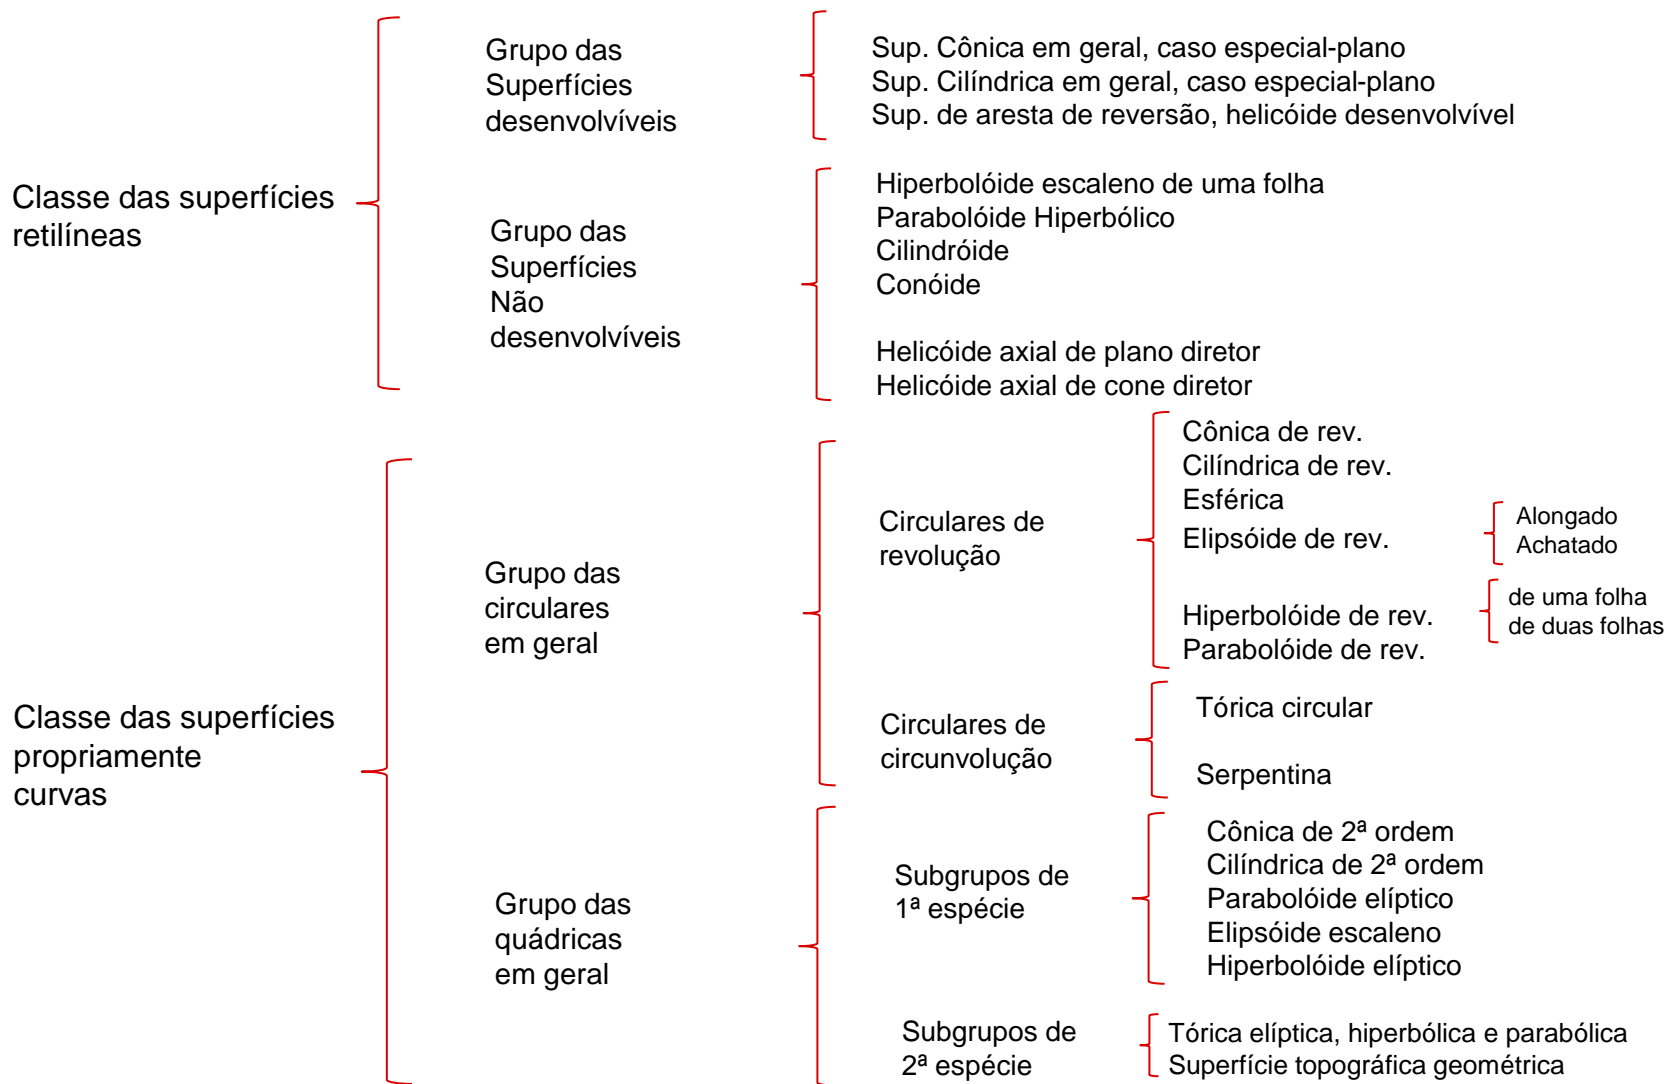 Grupo das
Superfícies
desenvolvíveis
Sup. Cônica em geral, caso especial-plano
Sup. Cilíndrica em geral, caso especial-plano
Sup. de aresta de reversão, helicóide desenvolvível
Classe das superfícies
retilíneas
Grupo das
Superfícies
Não
desenvolvíveis
Hiperbolóide escaleno de uma folha
Parabolóide Hiperbólico
Cilindróide
Conóide
Helicóide axial de plano diretor
Helicóide axial de cone diretor
Classe das superfícies
propriamente
curvas
Grupo das
circulares
em geral
Circulares de
revolução
Cônica de rev.
Cilíndrica de rev.
Esférica
Elipsóide de rev.
Alongado
Achatado
Hiperbolóide de rev.
de uma folha
de duas folhas
Parabolóide de rev.
Circulares de
circunvolução
Tórica circular
Serpentina
Grupo das
quádricas
em geral
Subgrupos de
1ª espécie
Cônica de 2ª ordem
Cilíndrica de 2ª ordem
Parabolóide elíptico
Elipsóide escaleno
Hiperbolóide elíptico
Subgrupos de
2ª espécie
Tórica elíptica, hiperbólica e parabólica
Superfície topográfica geométrica